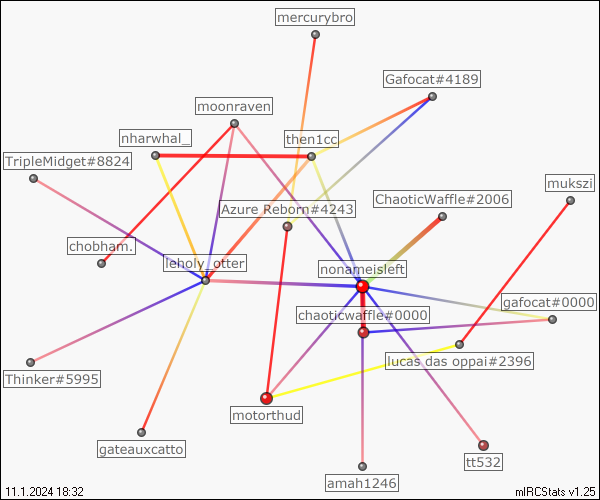 mercurybro
Gafocat#4189
moonraven
nharwhal_
then1cc
TripleMidget#8824
mukszi
ChaoticWaffle#2006
Azure Reborn#4243
chobham.
leholy_otter
nonameisleft
gafocat#0000
chaoticwaffle#0000
lucas das oppai#2396
Thinker#5995
motorthud
gateauxcatto
tt532
amah1246
11.1.2024 18:32
mIRCStats v1.25